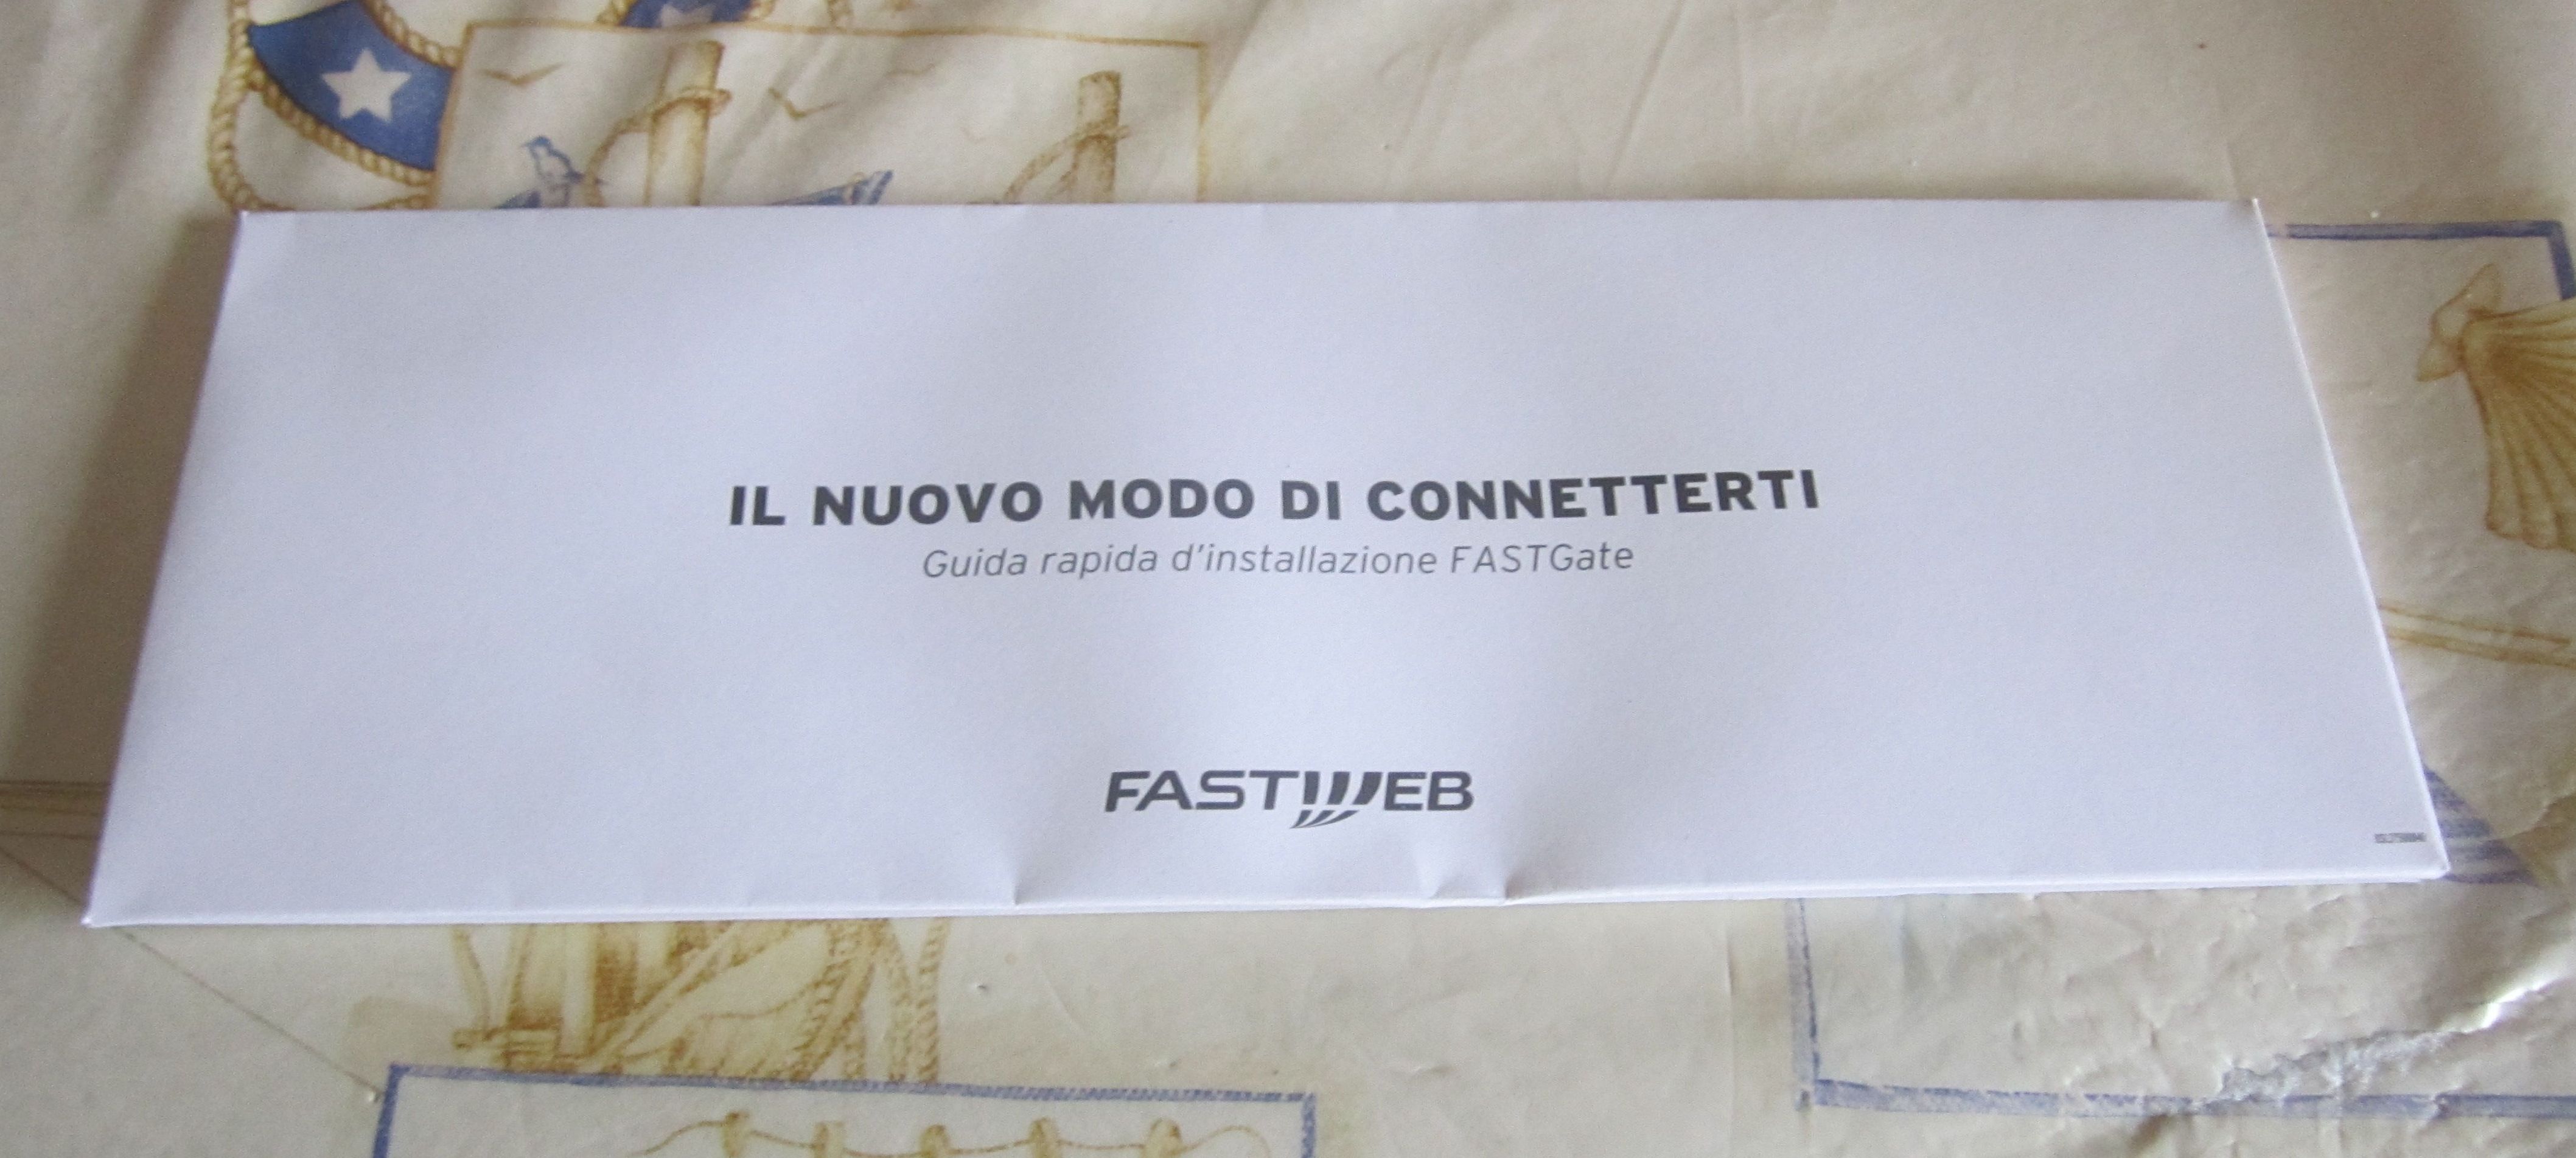 IL NUOVO MODO DI CONNETTERTI
Guida rapida d'installazione FASTGate
FASTWEB